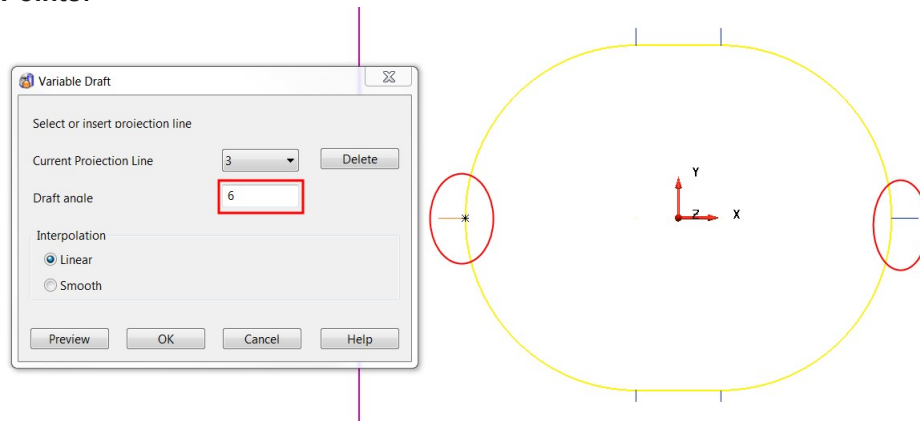 Variable Draft
Select or insert projection line
Current Projection Line 3 Delete
Draft angle 6
Interpolation
Linear
Smooth
Preview OK Cancel Help
Y
Z X